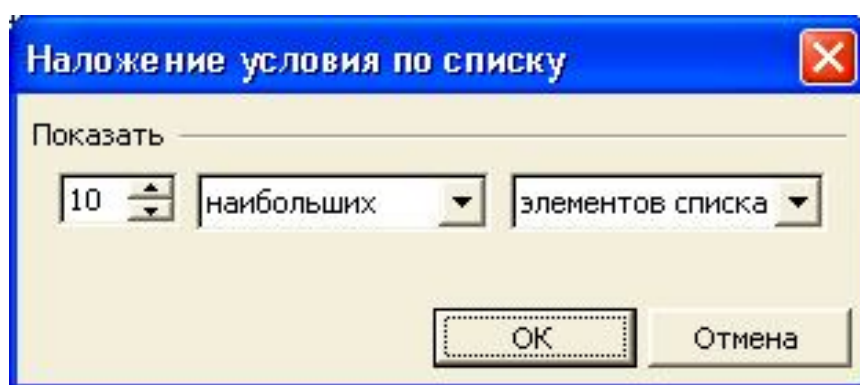 Наложение условия по списку
Показать
10 наибольших элементов списка
ОК Отмена